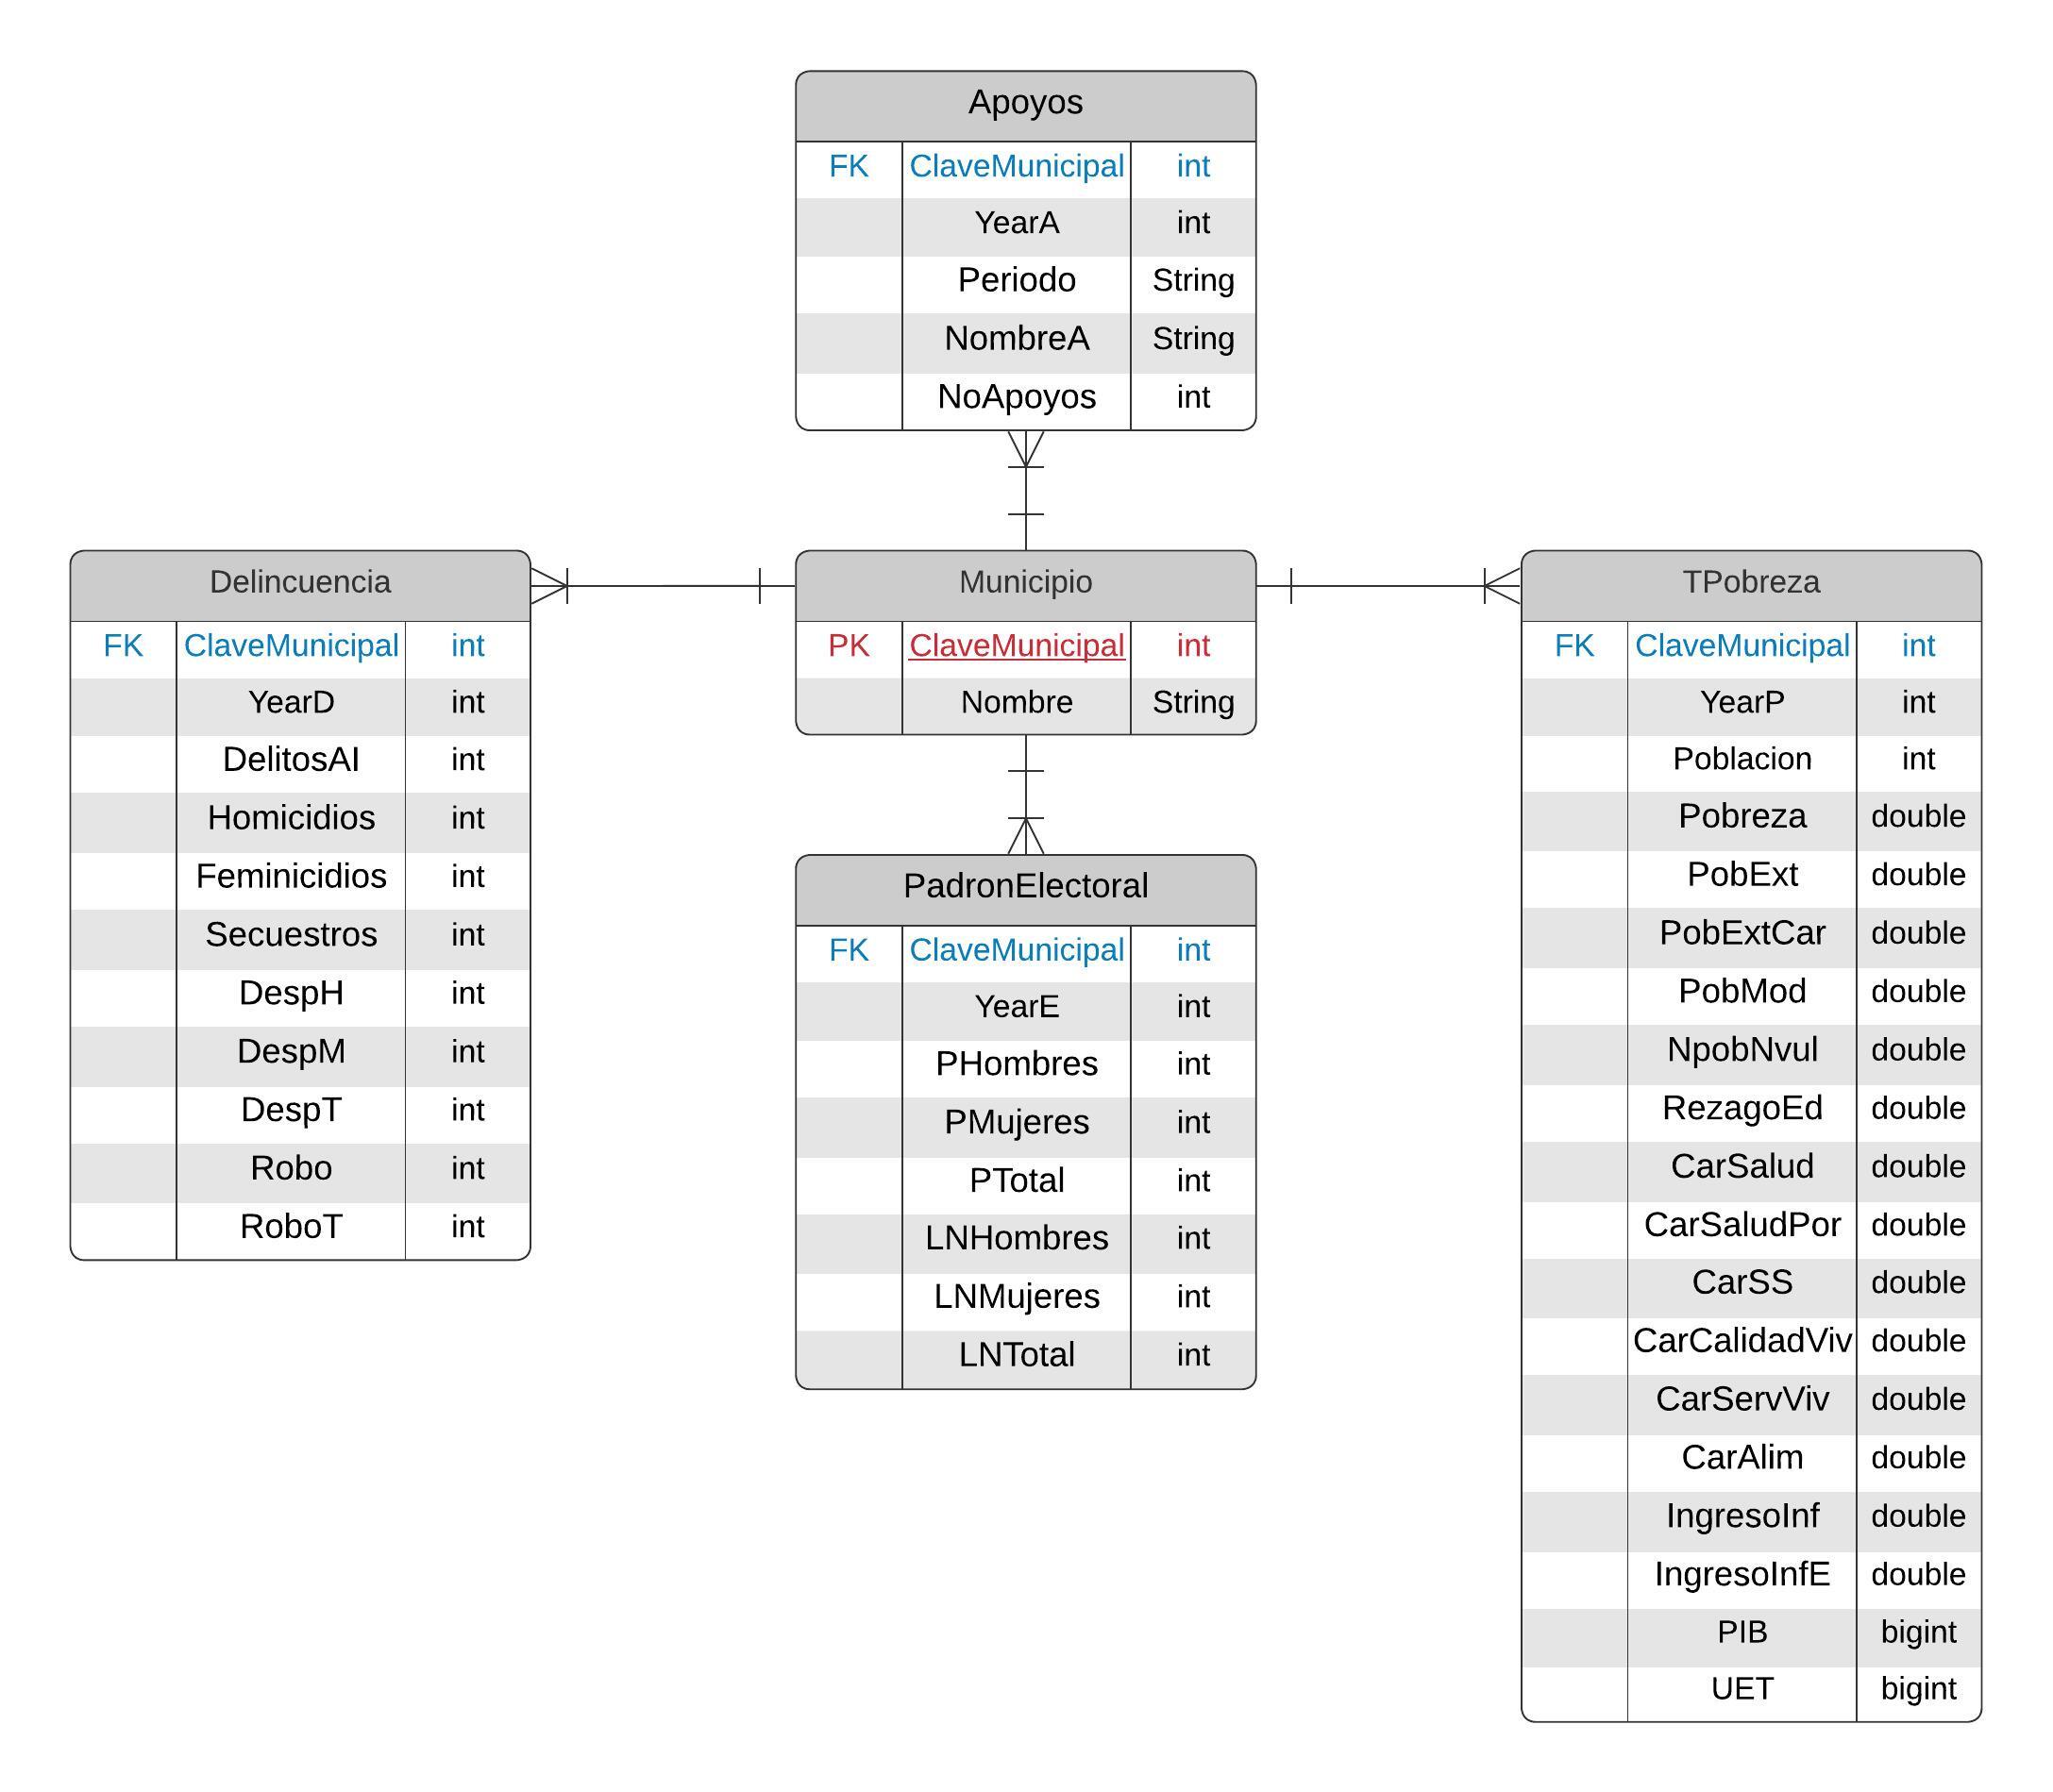 Apoyos
FK ClaveMunicipal int
YearA int
Periodo String
NombreA String
NoApoyos int
Delincuencia
FK ClaveMunicipal int
YearD int
DelitosAI int
Homicidios int
Feminicidios int
Secuestros int
DespH int
DespM int
DespT int
Robo int
RoboT int
Municipio
PK ClaveMunicipal int
Nombre String
PadronElectoral
FK ClaveMunicipal int
YearE int
PHombres int
PMujeres int
PTotal int
LNHombres int
LNMujeres int
LNTotal int
TPobreza
FK ClaveMunicipal int
YearP int
Poblacion int
Pobreza double
PobExt double
PobExtCar double
PobMod double
NpobNvul double
RezagoEd double
CarSalud double
CarSaludPor double
CarSS double
CarCalidadViv double
CarServViv double
CarAlim double
IngresoInf double
IngresoInfE double
PIB bigint
UET bigint